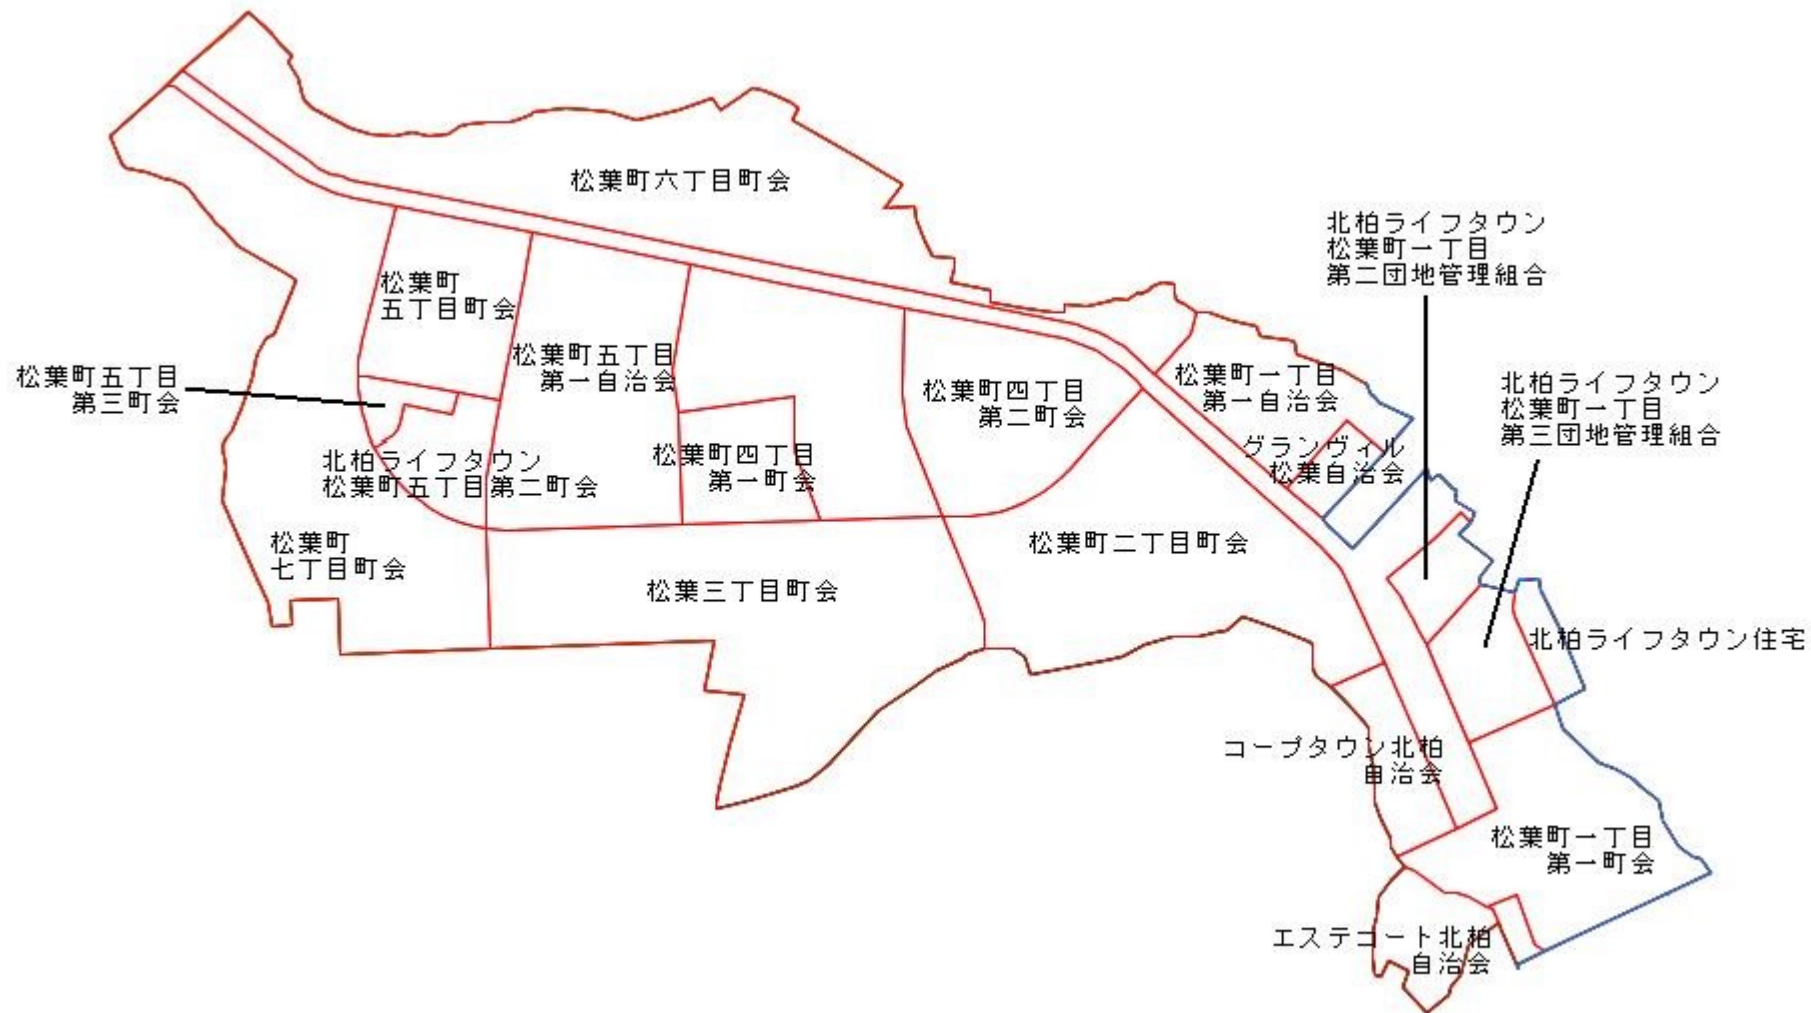 松葉町六丁目町会
北柏ライフタウン
松葉町一丁目
第二団地管理組合
松葉町
五丁目町会
松葉町五丁目
第一自治会
松葉町五丁目
第三町会
松葉町四丁目
第二町会
松葉町一丁目
第一自治会
北柏ライフタウン
松葉町一丁目
第三団地管理組合
グランヴィル
松葉自治会
松葉町四丁目
第一町会
北柏ライフタウン
松葉町五丁目第二町会
松葉町
七丁目町会
松葉町二丁目町会
松葉三丁目町会
北柏ライフタウン住宅
コープタウン北柏
自治会
松葉町一丁目
第一町会
エステコート北柏
自治会